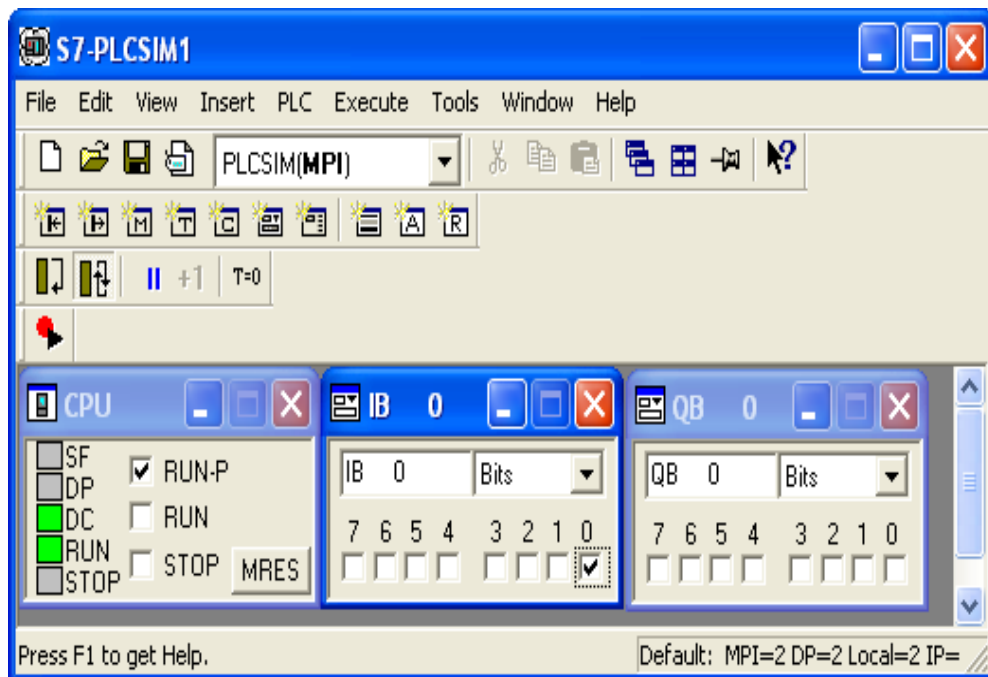 S7-PLCSIM1
File Edit View Insert PLC Execute Tools Window Help
PLCSIM(MPI)
M T C A R
+1 T=0
CPU
SF
DP
DC
RUN
STOP
RUN-P
RUN
STOP
MRES
IB 0
IB 0 Bits
7 6 5 4 3 2 1 0
QB 0
QB 0 Bits
7 6 5 4 3 2 1 0
Press F1 to get Help.
Default: MPI=2 DP=2 Local=2 IP=